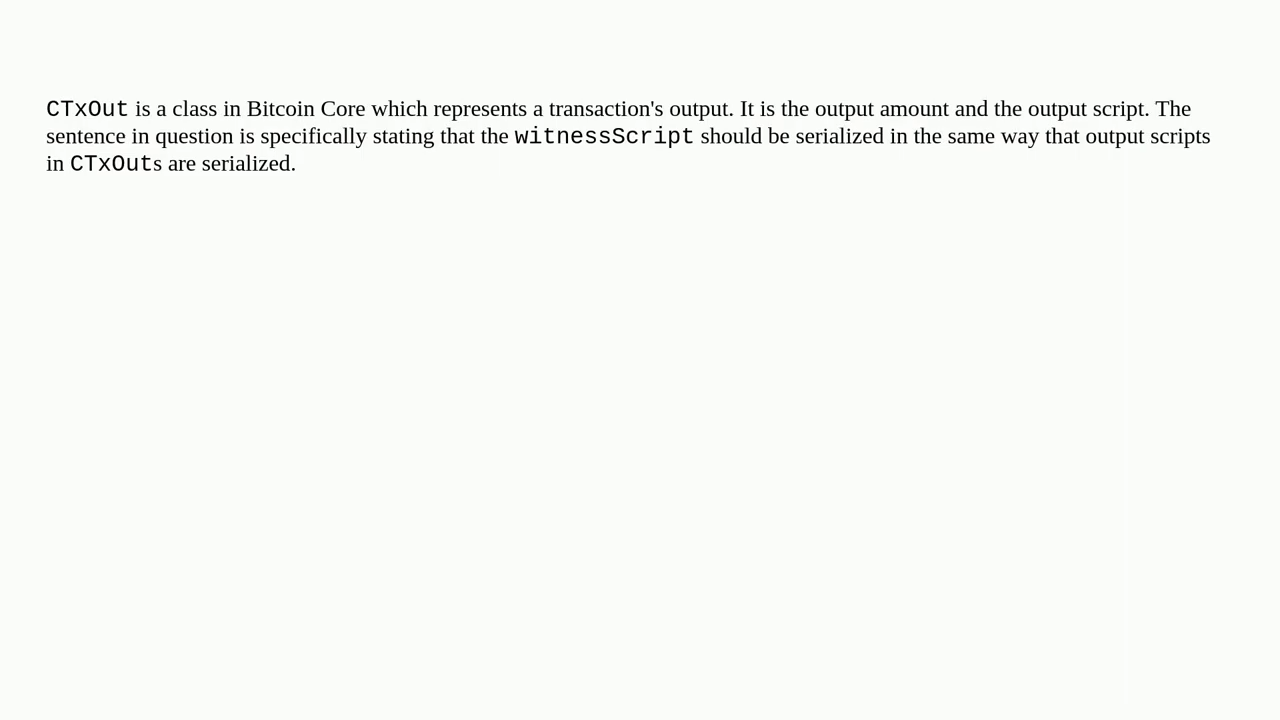 CTxOut is a class in Bitcoin Core which represents a transaction's output. It is the output amount and the output script. The
sentence in question is specifically stating that the witnessScript should be serialized in the same way that output scripts
in CTxOuts are serialized.